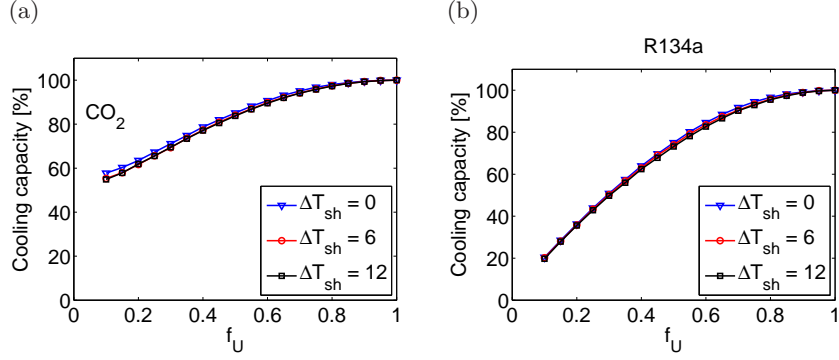 (a)
CO2
Cooling capacity [%]
100
80
60
40
20
0
ΔTsh = 0
ΔTsh = 6
ΔTsh = 12
0
0.2
0.4
0.6
0.8
1
fU
(b)
R134a
Cooling capacity [%]
100
80
60
40
20
0
ΔTsh = 0
ΔTsh = 6
ΔTsh = 12
0
0.2
0.4
0.6
0.8
1
fU